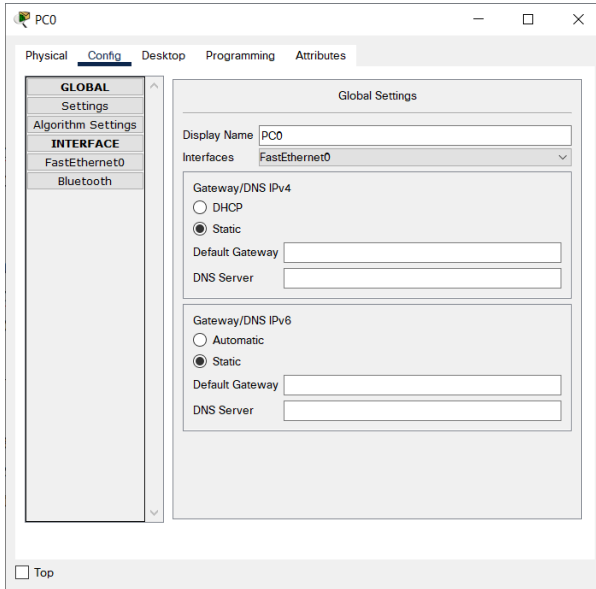 PC0
Physical Config Desktop Programming Attributes
GLOBAL
Settings
Algorithm Settings
INTERFACE
FastEthernet0
Bluetooth
Global Settings
Display Name PC0
Interfaces FastEthernet0
Gateway/DNS IPv4
DHCP
Static
Default Gateway
DNS Server
Gateway/DNS IPv6
Automatic
Static
Default Gateway
DNS Server
Top